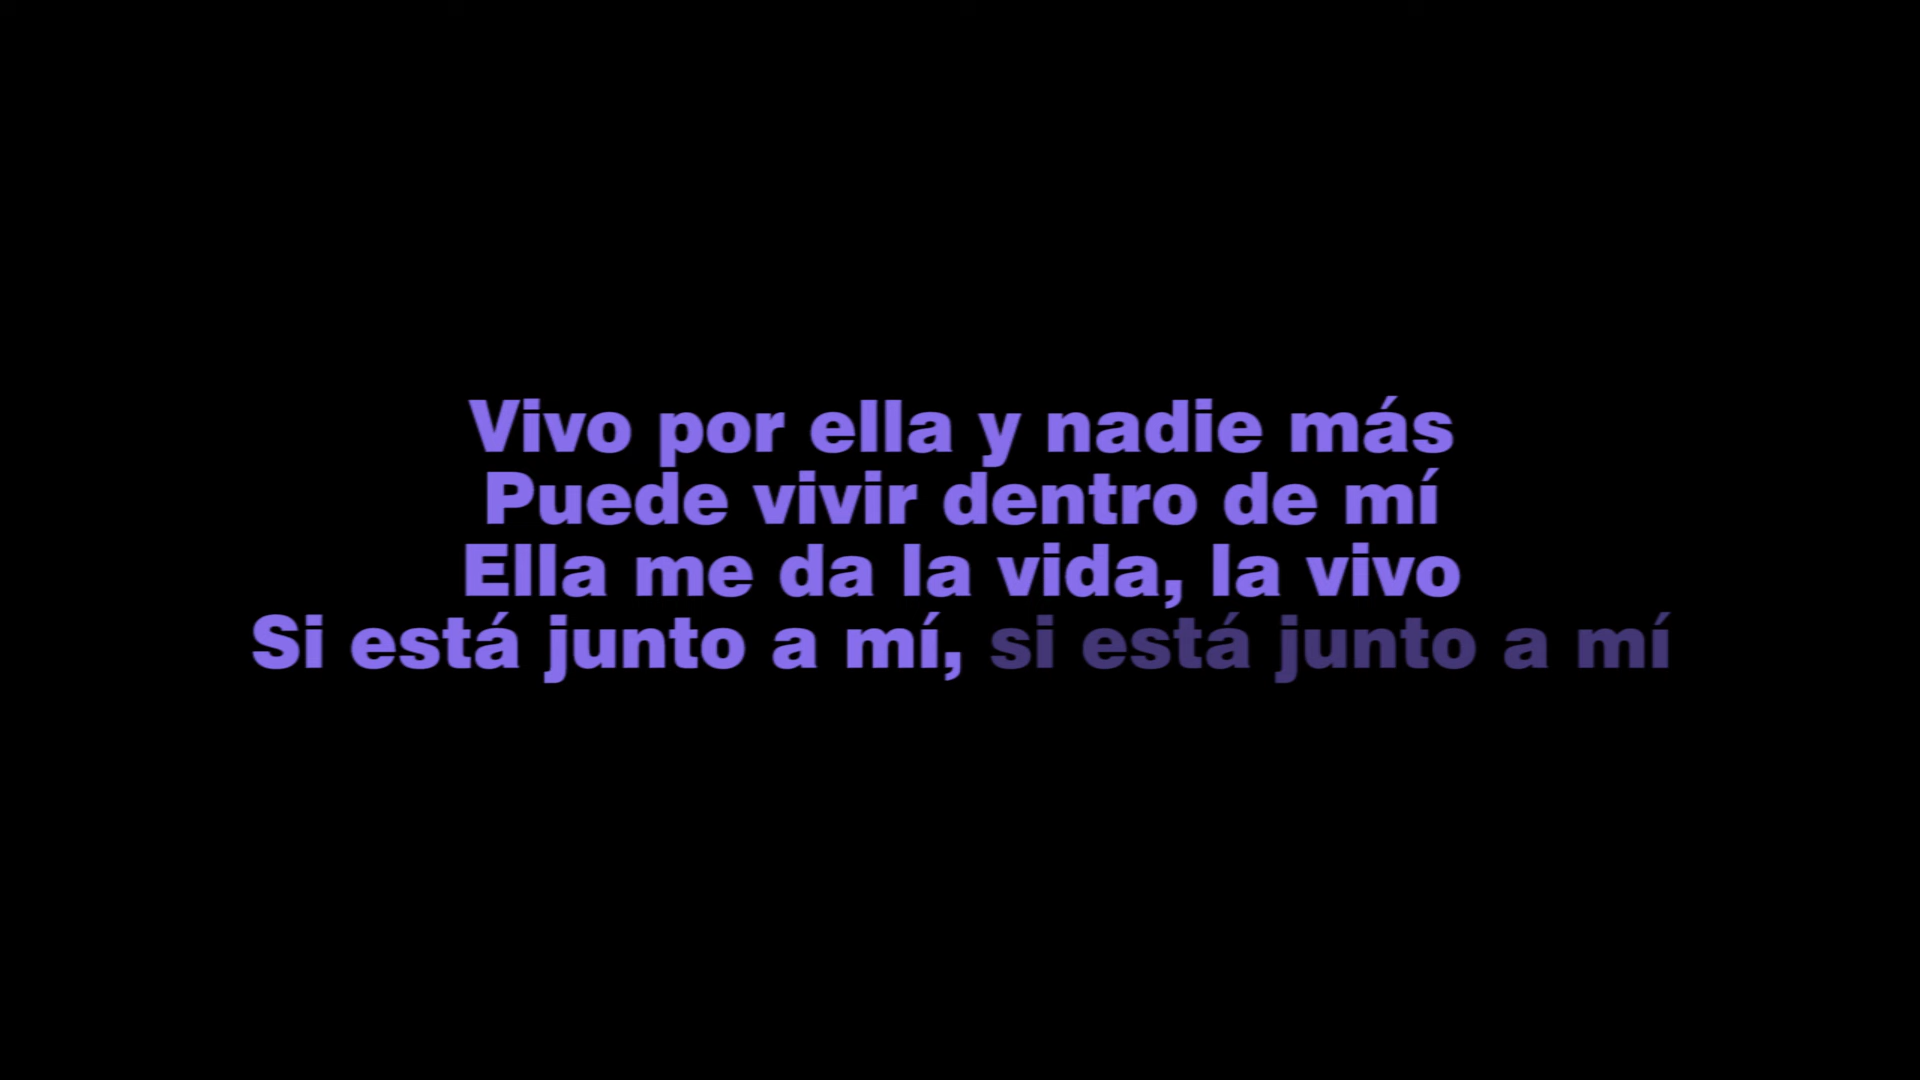 Vivo por ella y nadie más
Puede vivir dentro de mí
Ella me da la vida, la vivo
Si está junto a mí, si está junto a mí